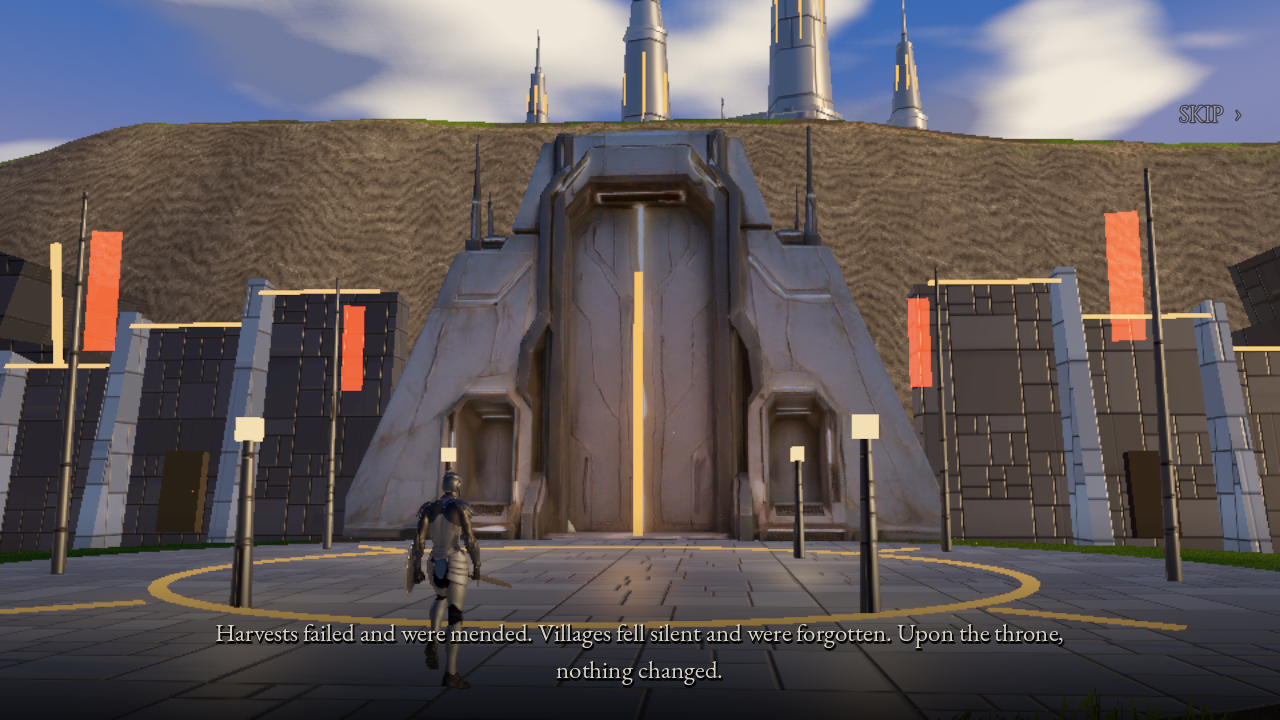 SKIP ›
Harvests failed and were mended. Villages fell silent and were forgotten. Upon the throne,
nothing changed.